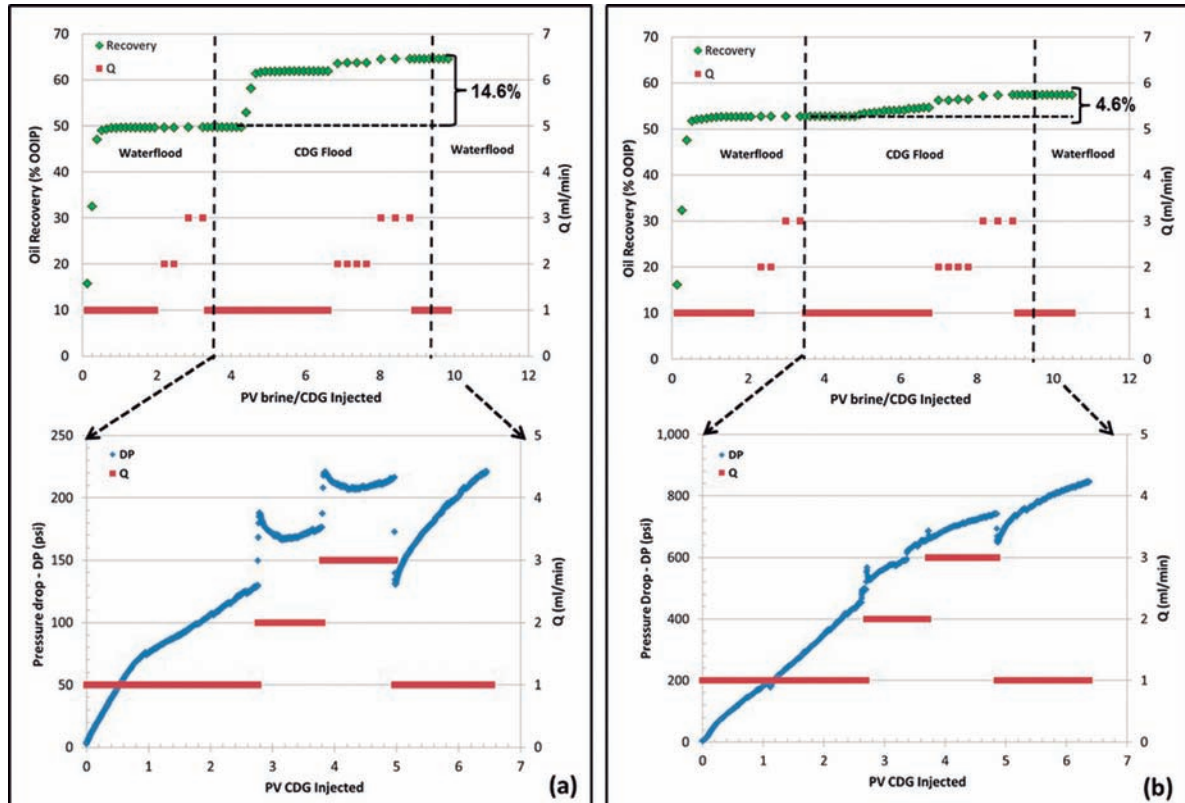 70
60
50
40
30
20
10
0
Oil Recovery (% OOIP)
Recovery
Q
14.6%
Waterflood
CDG Flood
Waterflood
7
6
5
4
3
2
1
0
Q (ml/min)
0 2 4 6 8 10 12
PV brine/CDG Injected
250
200
150
100
50
0
Pressure drop - DP (psi)
DP
Q
5
4
3
2
1
0
Q (ml/min)
0 1 2 3 4 5 6 7
PV CDG Injected
(a)
70
60
50
40
30
20
10
0
Oil Recovery (% OOIP)
Recovery
Q
4.6%
Waterflood
CDG Flood
Waterflood
7
6
5
4
3
2
1
0
Q (ml/min)
0 2 4 6 8 10 12
PV brine/CDG Injected
1,000
800
600
400
200
0
Pressure Drop - DP (psi)
DP
Q
5
4
3
2
1
0
Q (ml/min)
0 1 2 3 4 5 6 7
PV CDG Injected
(b)